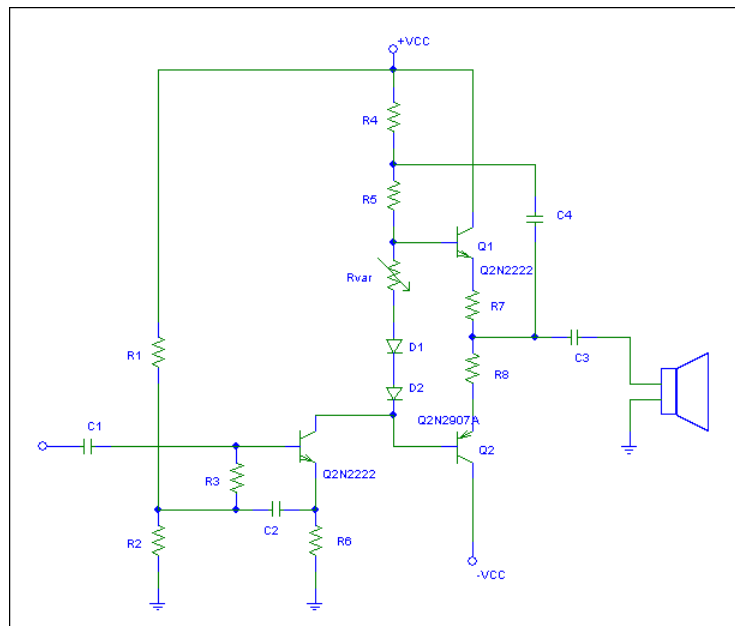 +VCC
R4
R5
C4
Q1
Q2N2222
Rvar
R7
D1
R1
C3
R8
D2
C1
Q2N2907A
Q2
R3
Q2N2222
C2
R2
R6
-VCC